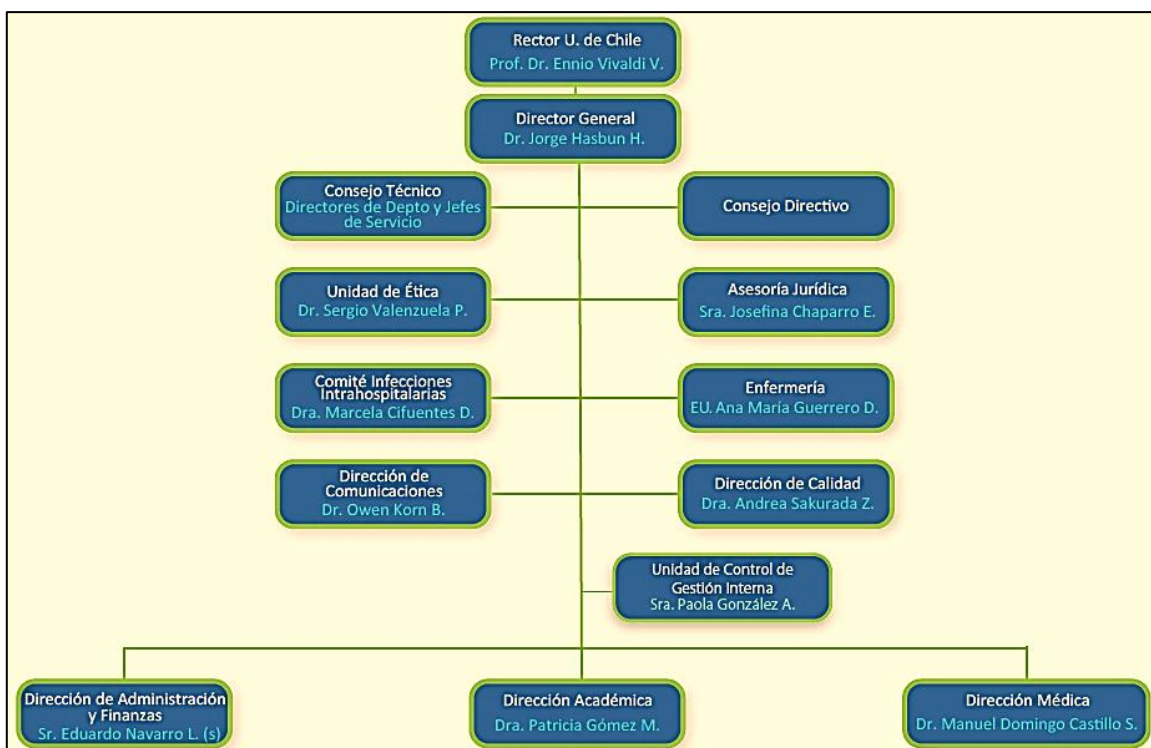 Rector U. de Chile
Prof. Dr. Ennio Vivaldi V.
Director General
Dr. Jorge Hasbun H.
Consejo Técnico
Directores de Depto y Jefes
de Servicio
Consejo Directivo
Unidad de Ética
Dr. Sergio Valenzuela P.
Asesoría Jurídica
Sra. Josefina Chaparro E.
Comité Infecciones
Intrahospitalarias
Dra. Marcela Cifuentes D.
Enfermería
EU. Ana María Guerrero D.
Dirección de
Comunicaciones
Dr. Owen Korn B.
Dirección de Calidad
Dra. Andrea Sakurada Z.
Unidad de Control de
Gestión Interna
Sra. Paola González A.
Dirección de Administración
y Finanzas
Sr. Eduardo Navarro L. (s)
Dirección Académica
Dra. Patricia Gómez M.
Dirección Médica
Dr. Manuel Domingo Castillo S.